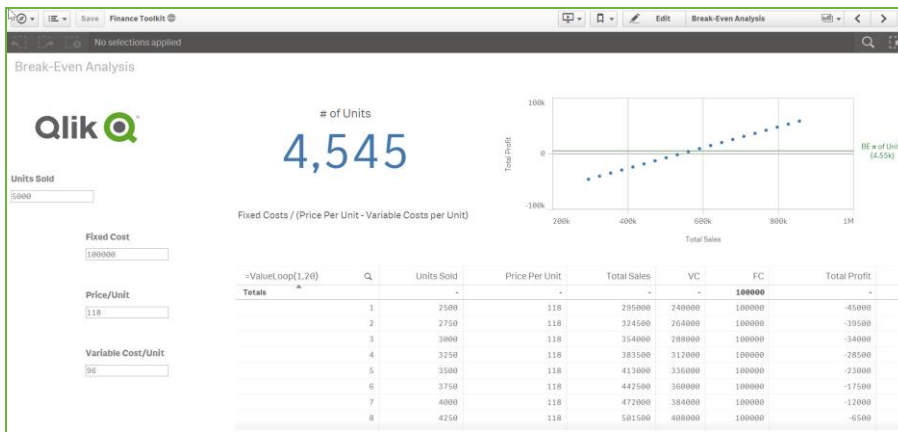 Save Finance Toolkit
Edit Break-Even Analysis
No selections applied
Break-Even Analysis
Qlik
# of Units
4,545
Fixed Costs / (Price Per Unit - Variable Costs per Unit)
Units Sold
5000
Fixed Cost
100000
Price/Unit
118
Variable Cost/Unit
96
Total Profit
100k
0
-100k
200k 400k 600k 800k 1M
Total Sales
BE # of Uni
(4.55k)
=ValueLoop(1,20) Units Sold Price Per Unit Total Sales VC FC Total Profit
Totals - - - - 100000 -
1 2500 118 295000 240000 100000 -45000
2 2750 118 324500 264000 100000 -39500
3 3000 118 354000 288000 100000 -34000
4 3250 118 383500 312000 100000 -28500
5 3500 118 413000 336000 100000 -23000
6 3750 118 442500 360000 100000 -17500
7 4000 118 472000 384000 100000 -12000
8 4250 118 501500 408000 100000 -6500